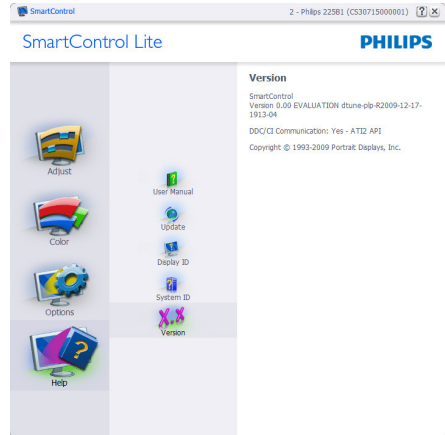 SmartControl
2 - Philips 225B1 (CS30715000001)
SmartControl Lite
PHILIPS
Adjust
Color
Options
Help
User Manual
Update
Display ID
System ID
X.X
Version
Version
SmartControl
Version 0.00 EVALUATION dtune-plp-R2009-12-17-
1913-04
DDC/CI Communication: Yes - ATI2 API
Copyright © 1993-2009 Portrait Displays, Inc.